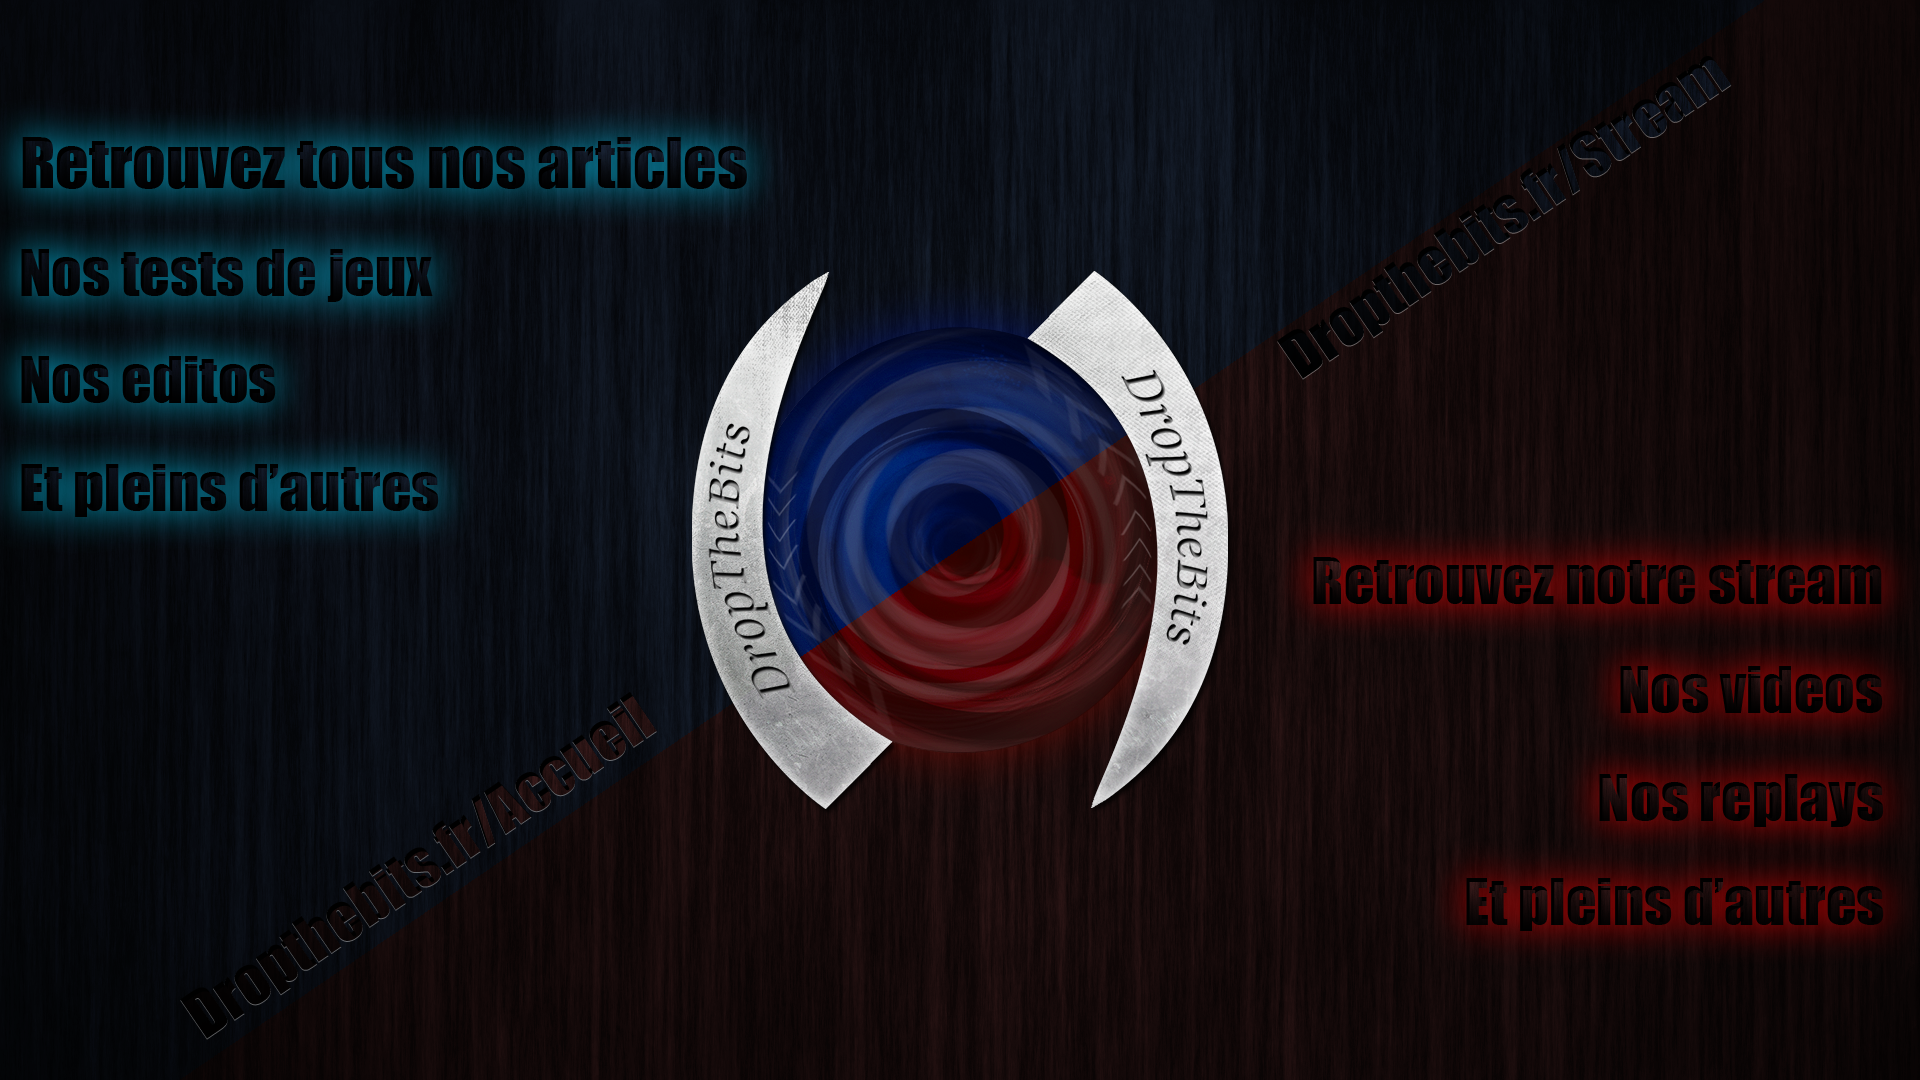 Retrouvez tous nos articles
Nos tests de jeux
Nos editos
Et pleins d'autres
Dropthebits.fr/Stream
DropTheBits
DropTheBits
Dropthebits.fr/Accueil
Retrouvez notre stream
Nos videos
Nos replays
Et pleins d'autres